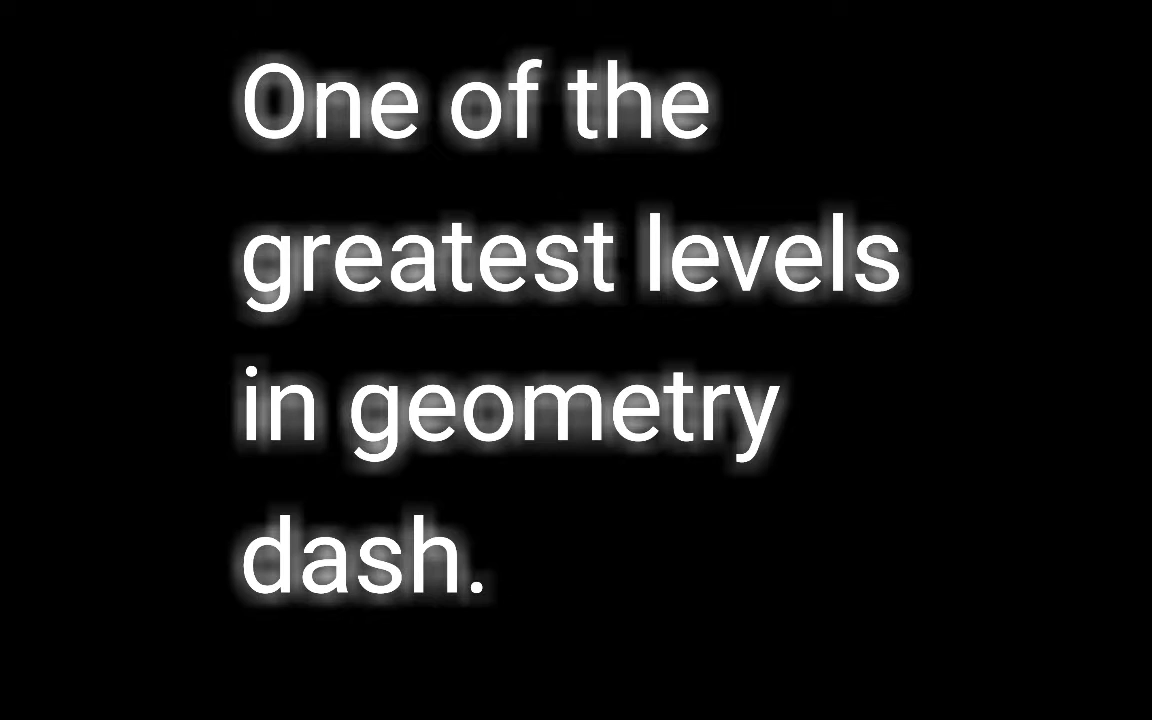 One of the
greatest levels
in geometry
dash.